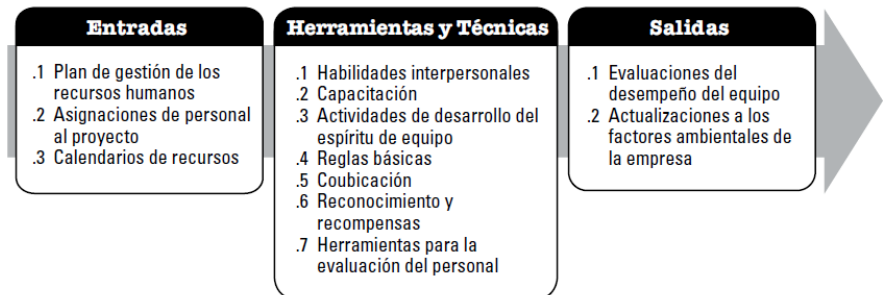 Entradas
.1 Plan de gestión de los
recursos humanos
.2 Asignaciones de personal
al proyecto
.3 Calendarios de recursos
Herramientas y Técnicas
.1 Habilidades interpersonales
.2 Capacitación
.3 Actividades de desarrollo del
espíritu de equipo
.4 Reglas básicas
.5 Coubicación
.6 Reconocimiento y
recompensas
.7 Herramientas para la
evaluación del personal
Salidas
.1 Evaluaciones del
desempeño del equipo
.2 Actualizaciones a los
factores ambientales de
la empresa